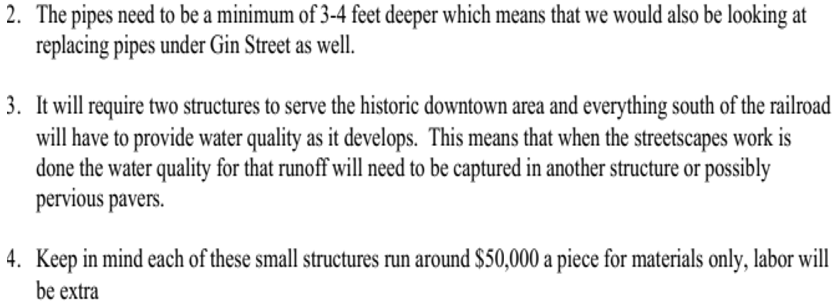 2. The pipes need to be a minimum of 3-4 feet deeper which means that we would also be looking at
replacing pipes under Gin Street as well.
3. It will require two structures to serve the historic downtown area and everything south of the railroad
will have to provide water quality as it develops. This means that when the streetscapes work is
done the water quality for that runoff will need to be captured in another structure or possibly
pervious pavers.
4. Keep in mind each of these small structures run around $50,000 a piece for materials only, labor will
be extra